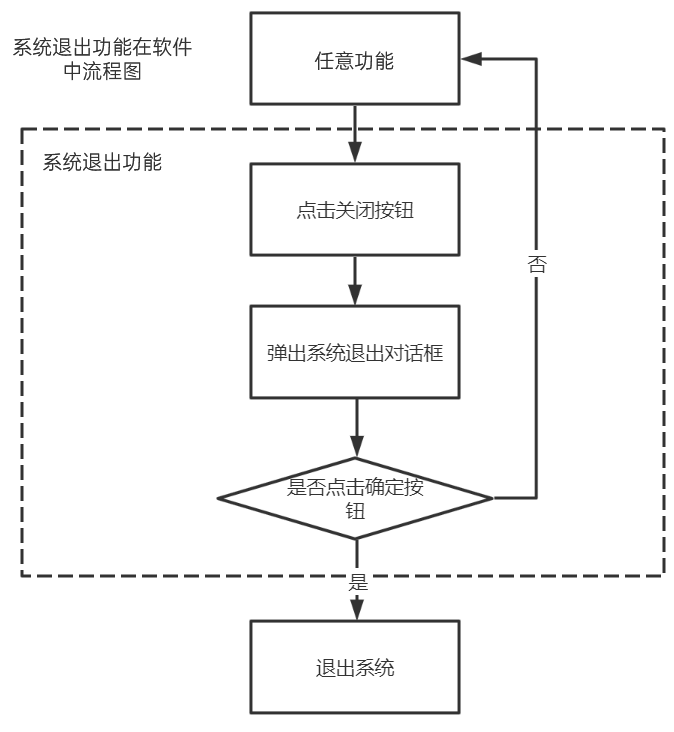 系统退出功能在软件
中流程图
任意功能
系统退出功能
点击关闭按钮
否
弹出系统退出对话框
是否点击确定按
钮
是
退出系统